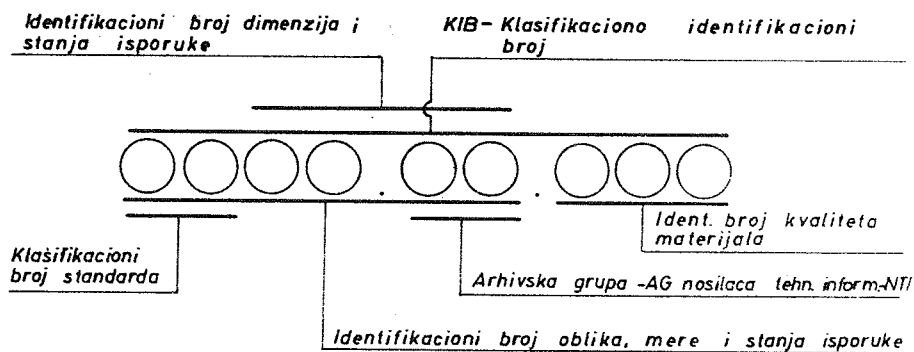 Identifikacioni broj dimenzija i
stanja isporuke
KIB - Klasifikaciono identifikacioni
broj
Ident. broj kvaliteta
materijala
Klasifikacioni
broj standarda
Arhivska grupa -AG nosilaca tehn. inform.-NTI
Identifikacioni broj oblika, mere i stanja isporuke